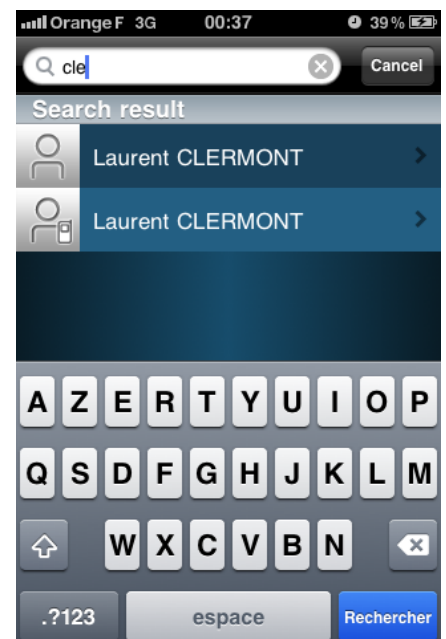 Orange F 3G 00:37 39 %
cle Cancel
Search result
Laurent CLERMONT
Laurent CLERMONT
A Z E R T Y U I O P
Q S D F G H J K L M
W X C V B N
.?123 espace Rechercher